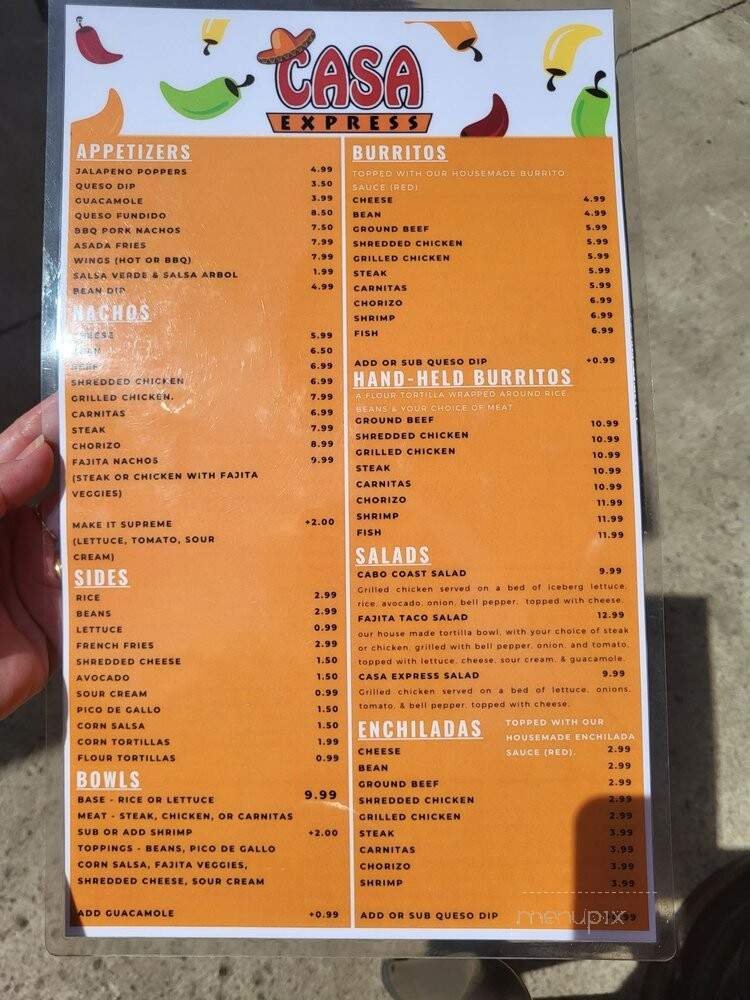 CASA
EXPRESS
APPETIZERS
JALAPENO POPPERS 4.99
QUESO DIP 3.50
GUACAMOLE 3.99
QUESO FUNDIDO 8.50
BBQ PORK NACHOS 7.50
ASADA FRIES 7.99
WINGS (HOT OR BBQ) 7.99
SALSA VERDE & SALSA ARBOL 1.99
BEAN DIP 4.99
NACHOS
CHEESE 5.99
BEAN 6.50
BEEF 6.99
SHREDDED CHICKEN 6.99
GRILLED CHICKEN. 7.99
CARNITAS 6.99
STEAK 7.99
CHORIZO 8.99
FAJITA NACHOS 9.99
(STEAK OR CHICKEN WITH FAJITA
VEGGIES)
MAKE IT SUPREME +2.00
(LETTUCE, TOMATO, SOUR
CREAM)
SIDES
RICE 2.99
BEANS 2.99
LETTUCE 0.99
FRENCH FRIES 2.99
SHREDDED CHEESE 1.50
AVOCADO 1.50
SOUR CREAM 0.99
PICO DE GALLO 1.50
CORN SALSA 1.50
CORN TORTILLAS 1.99
FLOUR TORTILLAS 0.99
BOWLS
BASE - RICE OR LETTUCE 9.99
MEAT - STEAK, CHICKEN, OR CARNITAS
SUB OR ADD SHRIMP +2.00
TOPPINGS - BEANS, PICO DE GALLO
CORN SALSA, FAJITA VEGGIES,
SHREDDED CHEESE, SOUR CREAM
ADD GUACAMOLE +0.99
BURRITOS
TOPPED WITH OUR HOUSEMADE BURRITO
SAUCE (RED).
CHEESE 4.99
BEAN 4.99
GROUND BEEF 5.99
SHREDDED CHICKEN 5.99
GRILLED CHICKEN 5.99
STEAK 5.99
CARNITAS 5.99
CHORIZO 6.99
SHRIMP 6.99
FISH 6.99
ADD OR SUB QUESO DIP +0.99
HAND-HELD BURRITOS
A FLOUR TORTILLA WRAPPED AROUND RICE,
BEANS & YOUR CHOICE OF MEAT
GROUND BEEF 10.99
SHREDDED CHICKEN 10.99
GRILLED CHICKEN 10.99
STEAK 10.99
CARNITAS 10.99
CHORIZO 11.99
SHRIMP 11.99
FISH 11.99
SALADS
CABO COAST SALAD 9.99
Grilled chicken served on a bed of iceberg lettuce,
rice, avocado, onion, bell pepper, topped with cheese.
FAJITA TACO SALAD 12.99
our house made tortilla bowl, with your choice of steak
or chicken, grilled with bell pepper, onion, and tomato,
topped with lettuce, cheese, sour cream, & guacamole.
CASA EXPRESS SALAD 9.99
Grilled chicken served on a bed of lettuce, onions,
tomato, & bell pepper, topped with cheese.
ENCHILADAS
TOPPED WITH OUR
HOUSEMADE ENCHILADA
SAUCE (RED).
CHEESE 2.99
BEAN 2.99
GROUND BEEF 2.99
SHREDDED CHICKEN 2.99
GRILLED CHICKEN 2.99
STEAK 3.99
CARNITAS 3.99
CHORIZO 3.99
SHRIMP 3.99
ADD OR SUB QUESO DIP
menupix